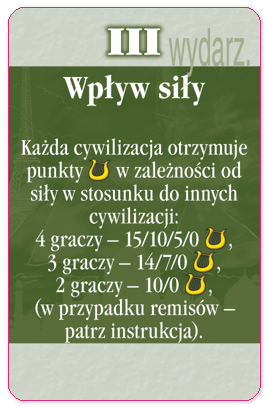 III
wydarz.
Wpływ siły
Każda cywilizacja otrzymuje
punkty w zależności od
siły w stosunku do innych
cywilizacji:
4 graczy – 15/10/5/0 ,
3 graczy – 14/7/0 ,
2 graczy – 10/0 ,
(w przypadku remisów –
patrz instrukcja).